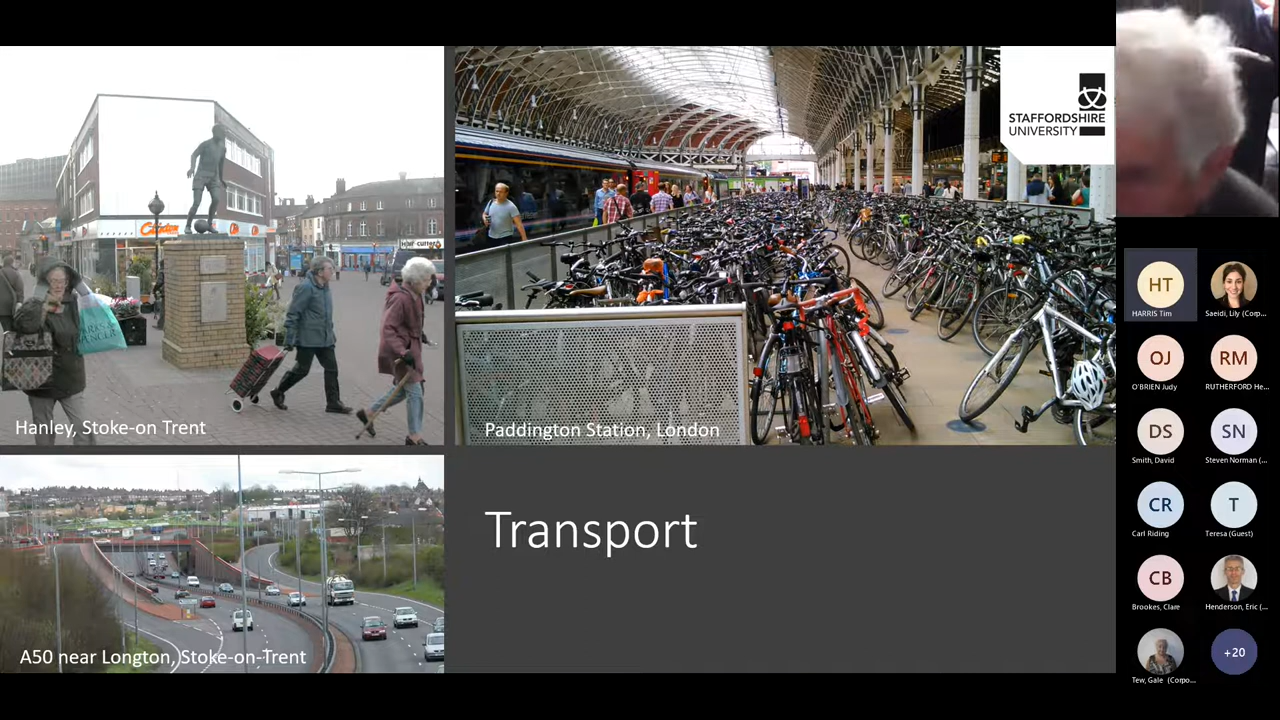 STAFFORDSHIRE
UNIVERSITY
Hanley, Stoke-on Trent
Paddington Station, London
Transport
A50 near Longton, Stoke-on-Trent
HT
HARRIS Tim
Saeidi, Lily (Corp...
OJ
O'BRIEN Judy
RM
RUTHERFORD He...
DS
Smith, David
SN
Steven Norman (...
CR
Carl Riding
T
Teresa (Guest)
CB
Brookes, Clare
Henderson, Eric (...
Tew, Gale (Corpo...
+20